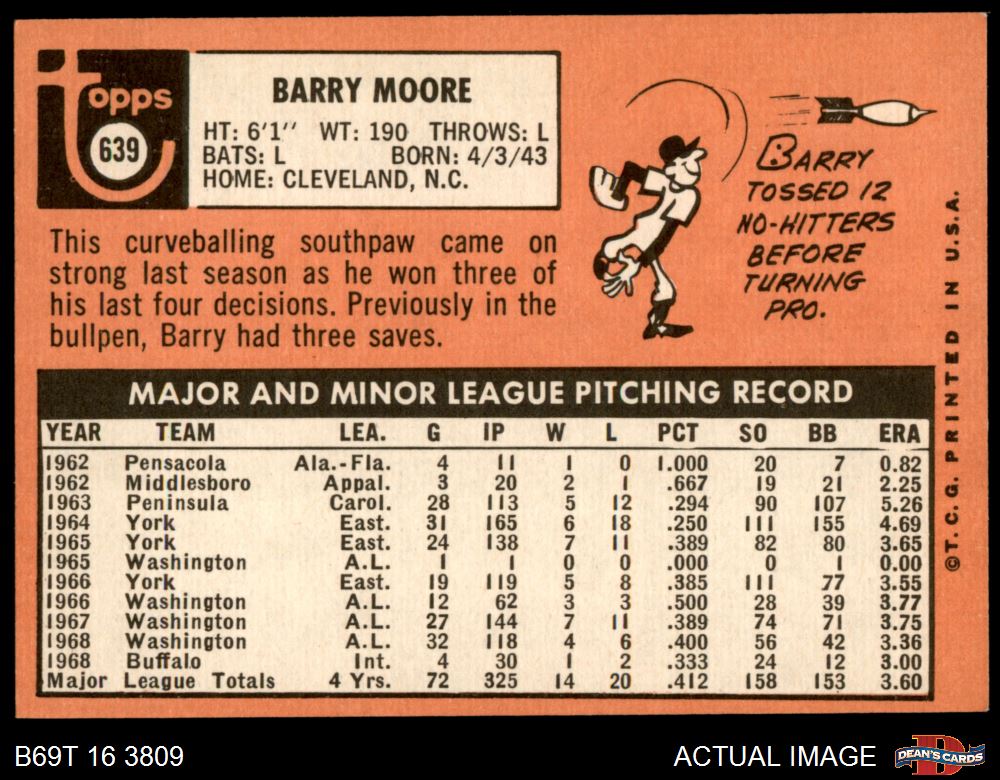 Topps
639
BARRY MOORE
HT: 6'1" WT: 190 THROWS: L
BATS: L BORN: 4/3/43
HOME: CLEVELAND, N.C.
This curveballing southpaw came on
strong last season as he won three of
his last four decisions. Previously in the
bullpen, Barry had three saves.
BARRY
TOSSED 12
NO-HITTERS
BEFORE
TURNING
PRO.
MAJOR AND MINOR LEAGUE PITCHING RECORD
YEAR TEAM LEA. G IP W L PCT SO BB ERA
1962 Pensacola Ala.-Fla. 4 11 1 0 1.000 20 7 0.82
1962 Middlesboro Appal. 3 20 2 1 .667 19 21 2.25
1963 Peninsula Carol. 28 113 5 12 .294 90 107 5.26
1964 York East. 31 165 6 18 .250 111 155 4.69
1965 York East. 24 138 7 11 .389 82 80 3.65
1965 Washington A.L. 1 1 0 0 .000 0 1 0.00
1966 York East. 19 119 5 8 .385 111 77 3.55
1966 Washington A.L. 12 62 3 3 .500 28 39 3.77
1967 Washington A.L. 27 144 7 11 .389 74 71 3.75
1968 Washington A.L. 32 118 4 6 .400 56 42 3.36
1968 Buffalo Int. 4 30 1 2 .333 24 12 3.00
Major League Totals 4 Yrs. 72 325 14 20 .412 158 153 3.60
©T.C.G. PRINTED IN U.S.A.
B69T 16 3809
ACTUAL IMAGE
DEAN'S CARDS